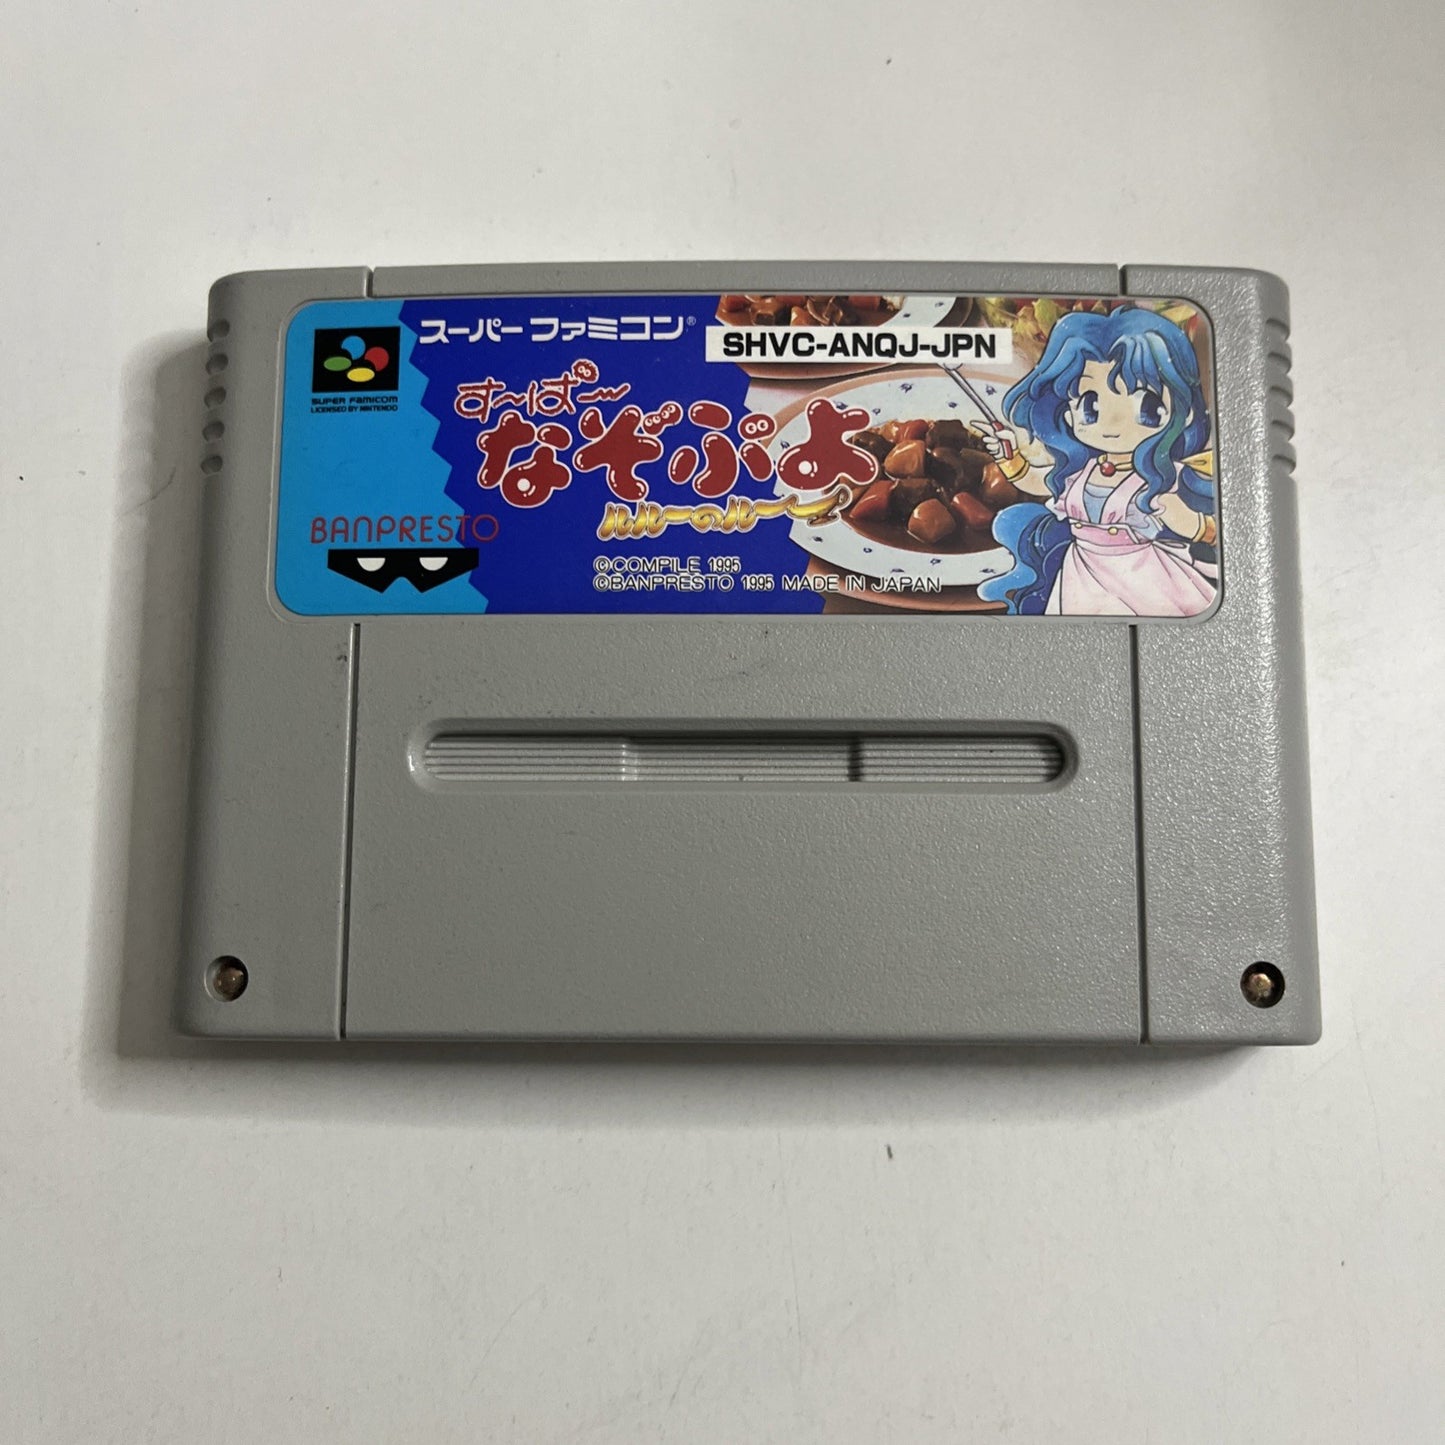 スーパーファミコン®
SHVC-ANQJ-JPN
SUPER FAMICOM
LICENSED BY NINTENDO
す〜ぱ〜
なぞぷよ
ルルーのルー
BANPRESTO
©COMPILE 1995
©BANPRESTO 1995 MADE IN JAPAN